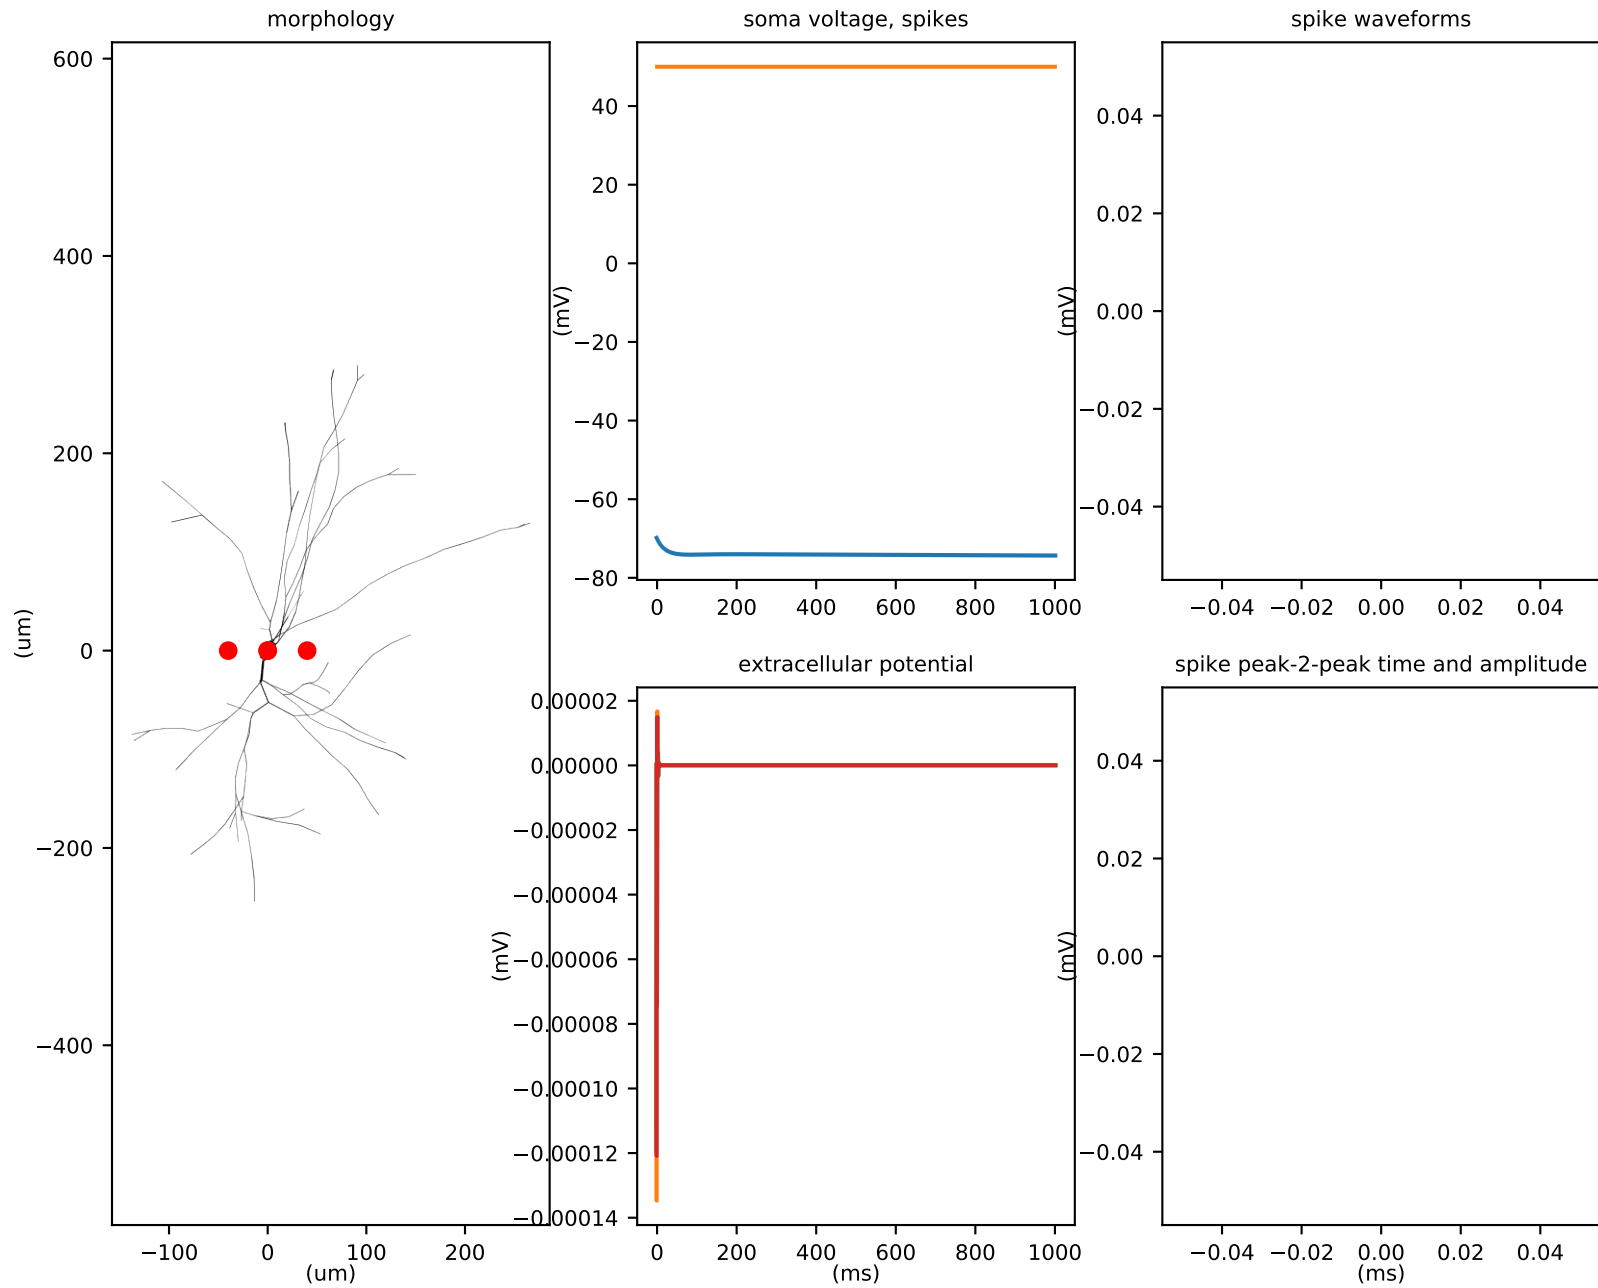 morphology
600
400
200
0
−200
−400
(um)
−100 0 100 200
(um)
soma voltage, spikes
40
20
0
−20
−40
−60
−80
(mV)
0 200 400 600 800 1000
spike waveforms
0.04
0.02
0.00
−0.02
−0.04
(mV)
−0.04 −0.02 0.00 0.02 0.04
extracellular potential
0.00002
0.00000
−0.00002
−0.00004
−0.00006
−0.00008
−0.00010
−0.00012
−0.00014
(mV)
0 200 400 600 800 1000
(ms)
spike peak-2-peak time and amplitude
0.04
0.02
0.00
−0.02
−0.04
(mV)
−0.04 −0.02 0.00 0.02 0.04
(ms)